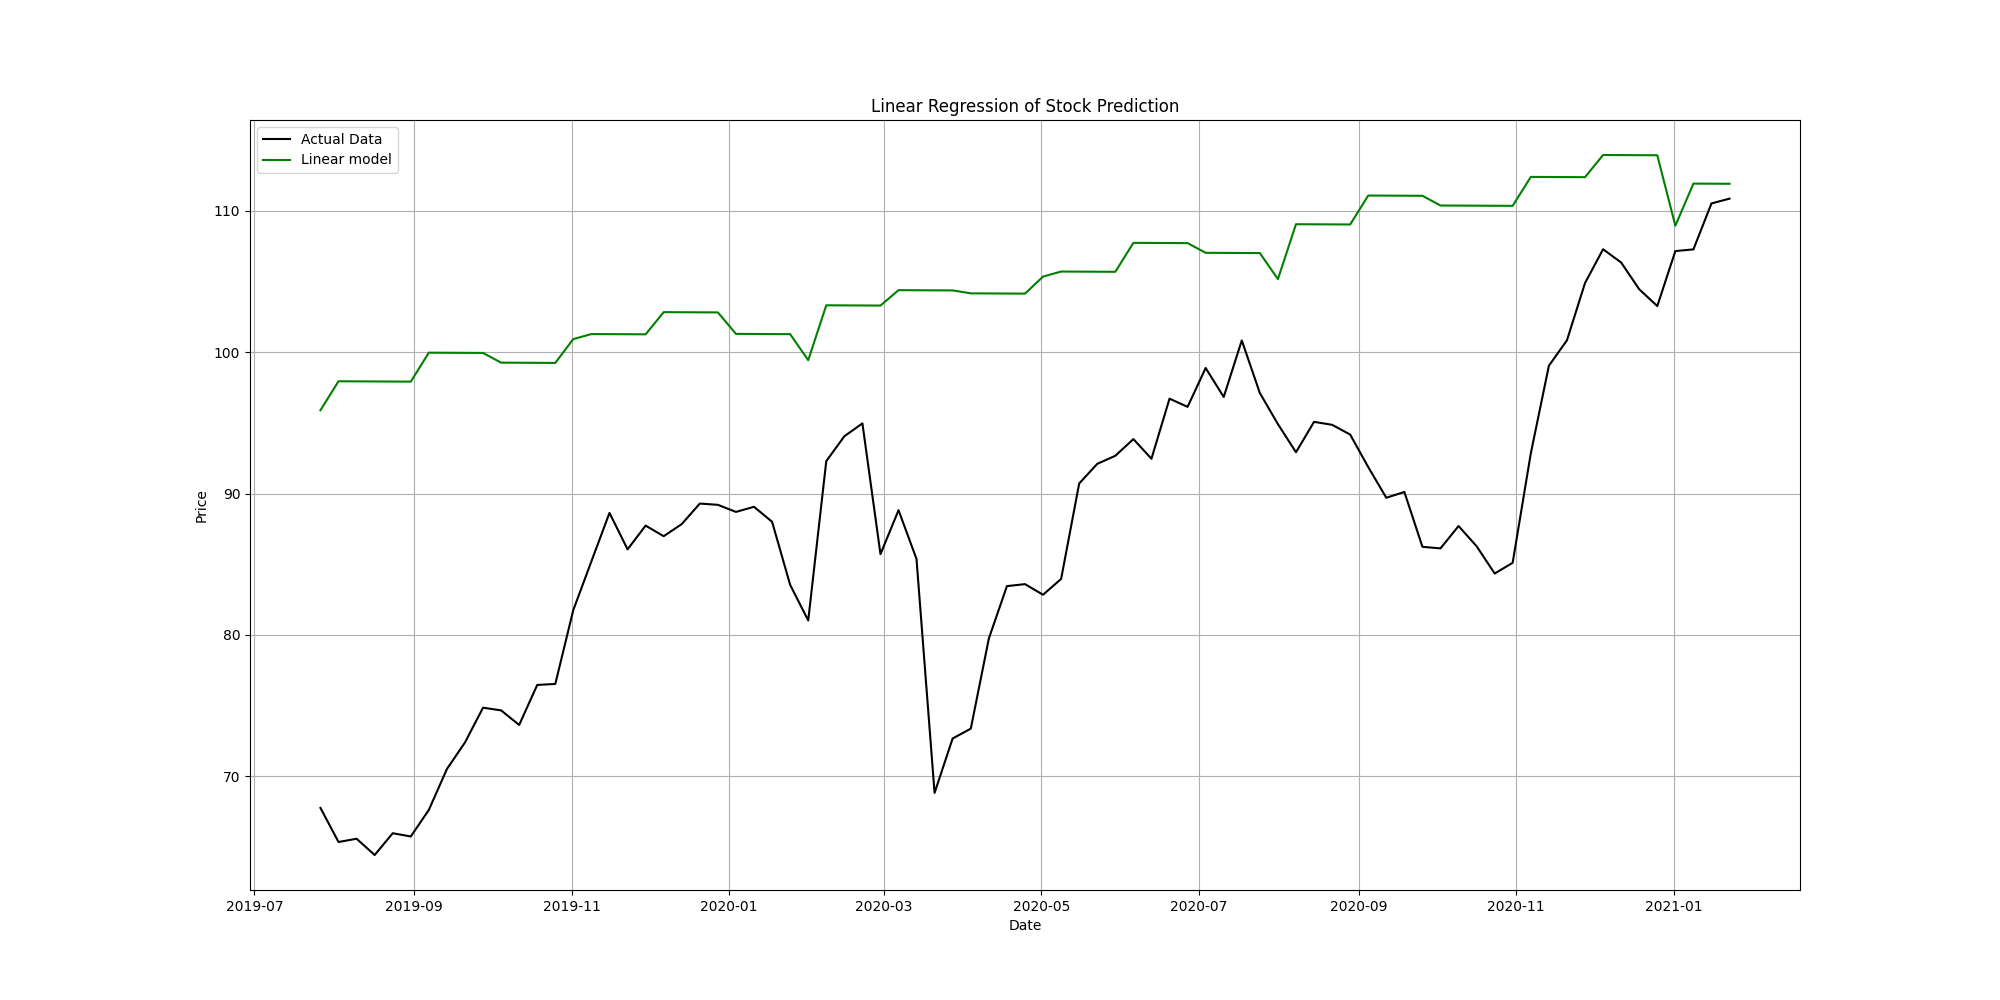 Linear Regression of Stock Prediction
Actual Data
Linear model
Price
110
100
90
80
70
2019-07 2019-09 2019-11 2020-01 2020-03 2020-05 2020-07 2020-09 2020-11 2021-01
Date